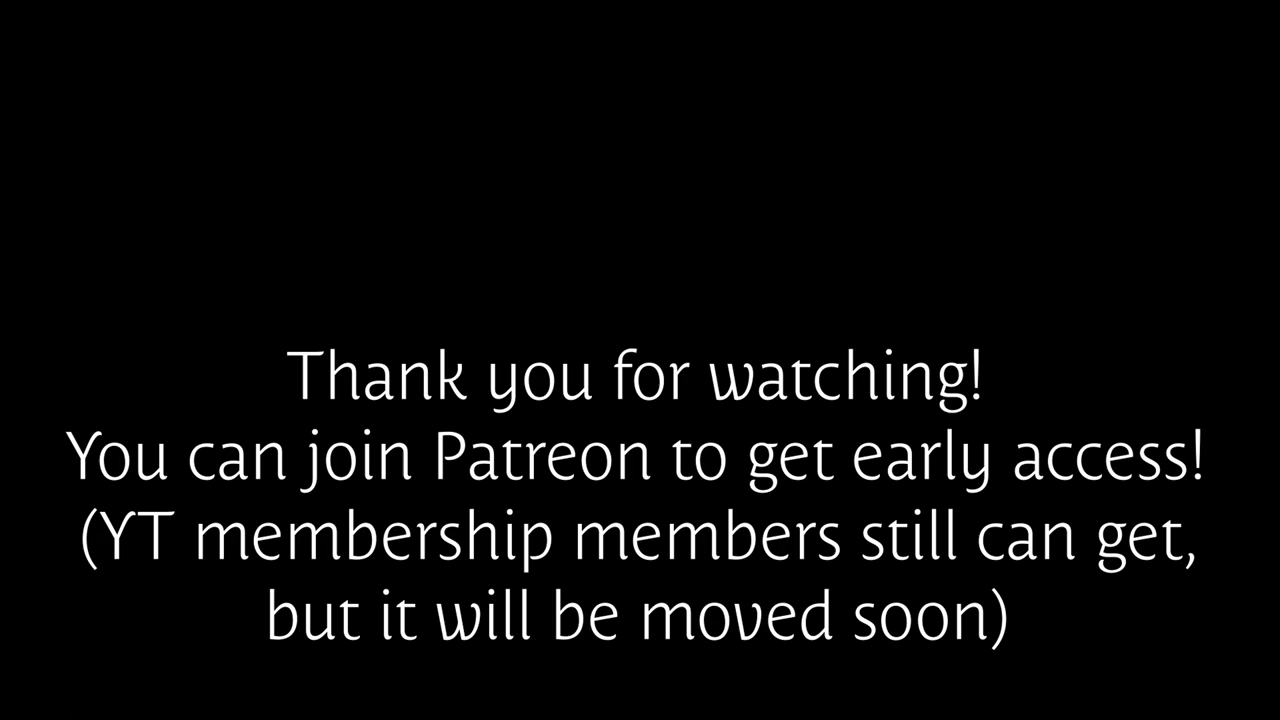 Thank you for watching!
You can join Patreon to get early access!
(YT membership members still can get,
but it will be moved soon)